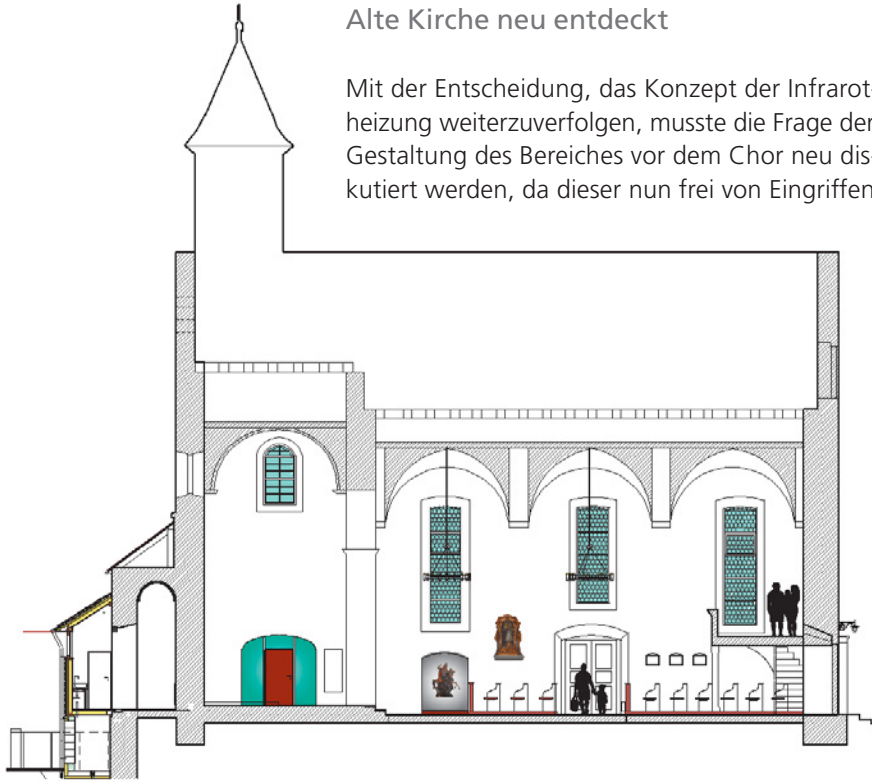 Alte Kirche neu entdeckt
Mit der Entscheidung, das Konzept der Infrarot-
heizung weiterzuverfolgen, musste die Frage der
Gestaltung des Bereiches vor dem Chor neu dis-
kutiert werden, da dieser nun frei von Eingriffen